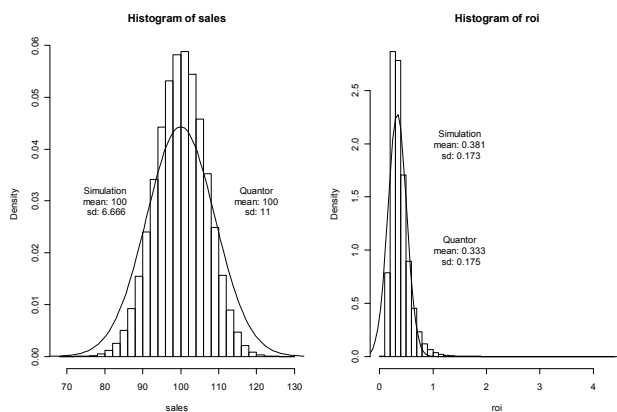 Histogram of sales
Density
0.00 0.01 0.02 0.03 0.04 0.05 0.06
Simulation
mean: 100
sd: 6.666
Quantor
mean: 100
sd: 11
70 80 90 100 110 120 130
sales
Histogram of roi
Density
0.0 0.5 1.0 1.5 2.0 2.5
Simulation
mean: 0.381
sd: 0.173
Quantor
mean: 0.333
sd: 0.175
0 1 2 3 4
roi